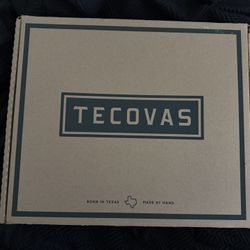 TECOVAS
BORN IN TEXAS MADE BY HAND